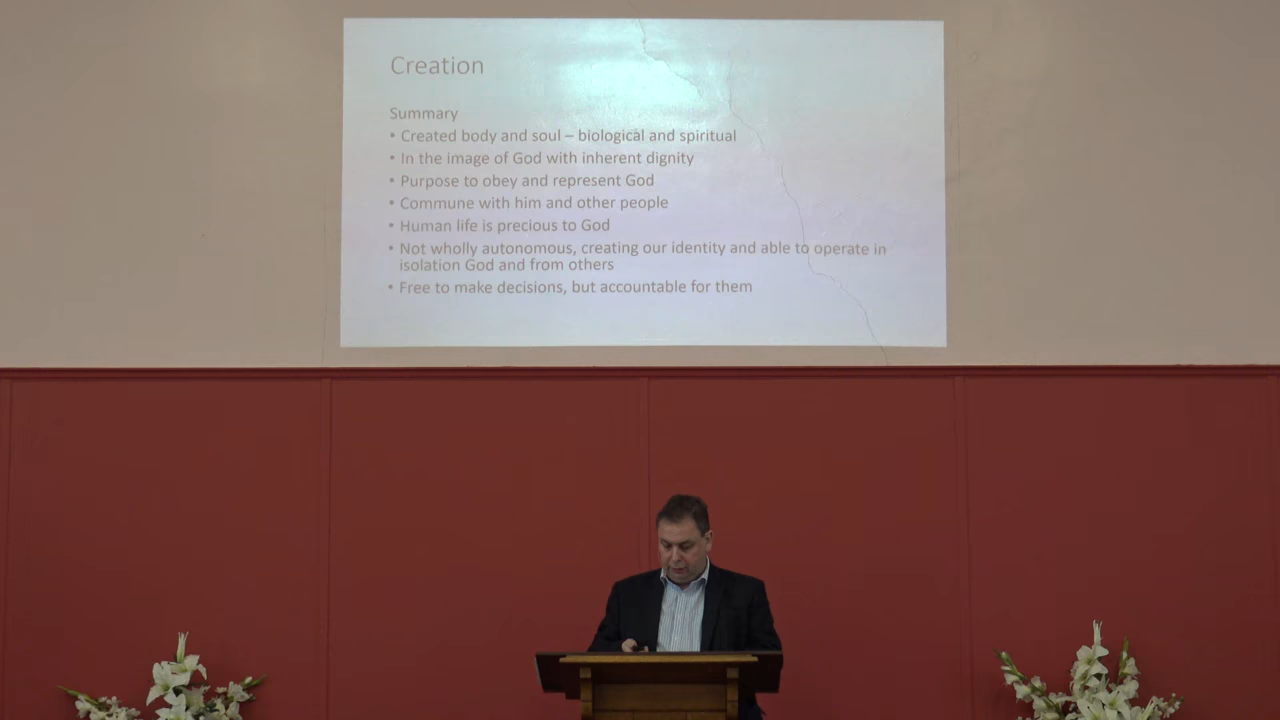 Creation
Summary
• Created body and soul – biological and spiritual
• In the image of God with inherent dignity
• Purpose to obey and represent God
• Commune with him and other people
• Human life is precious to God
• Not wholly autonomous, creating our identity and able to operate in
isolation God and from others
• Free to make decisions, but accountable for them